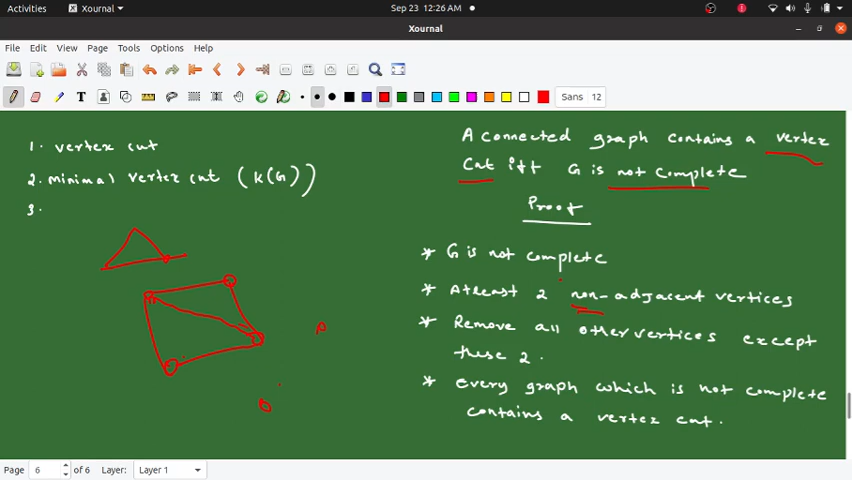 Activities
Xournal
Sep 23 12:26 AM
Xournal
File Edit View Page Tools Options Help
Sans 12
1. vertex cut
2. minimal vertex cut (K(G))
3.
A connected graph contains a vertex
Cut iff G is not Complete
Proof
* G is not complete
* Atleast 2 non-adjacent vertices
* Remove all other vertices except
these 2.
* Every graph which is not complete
contains a vertex cut.
Page 6 of 6 Layer: Layer 1